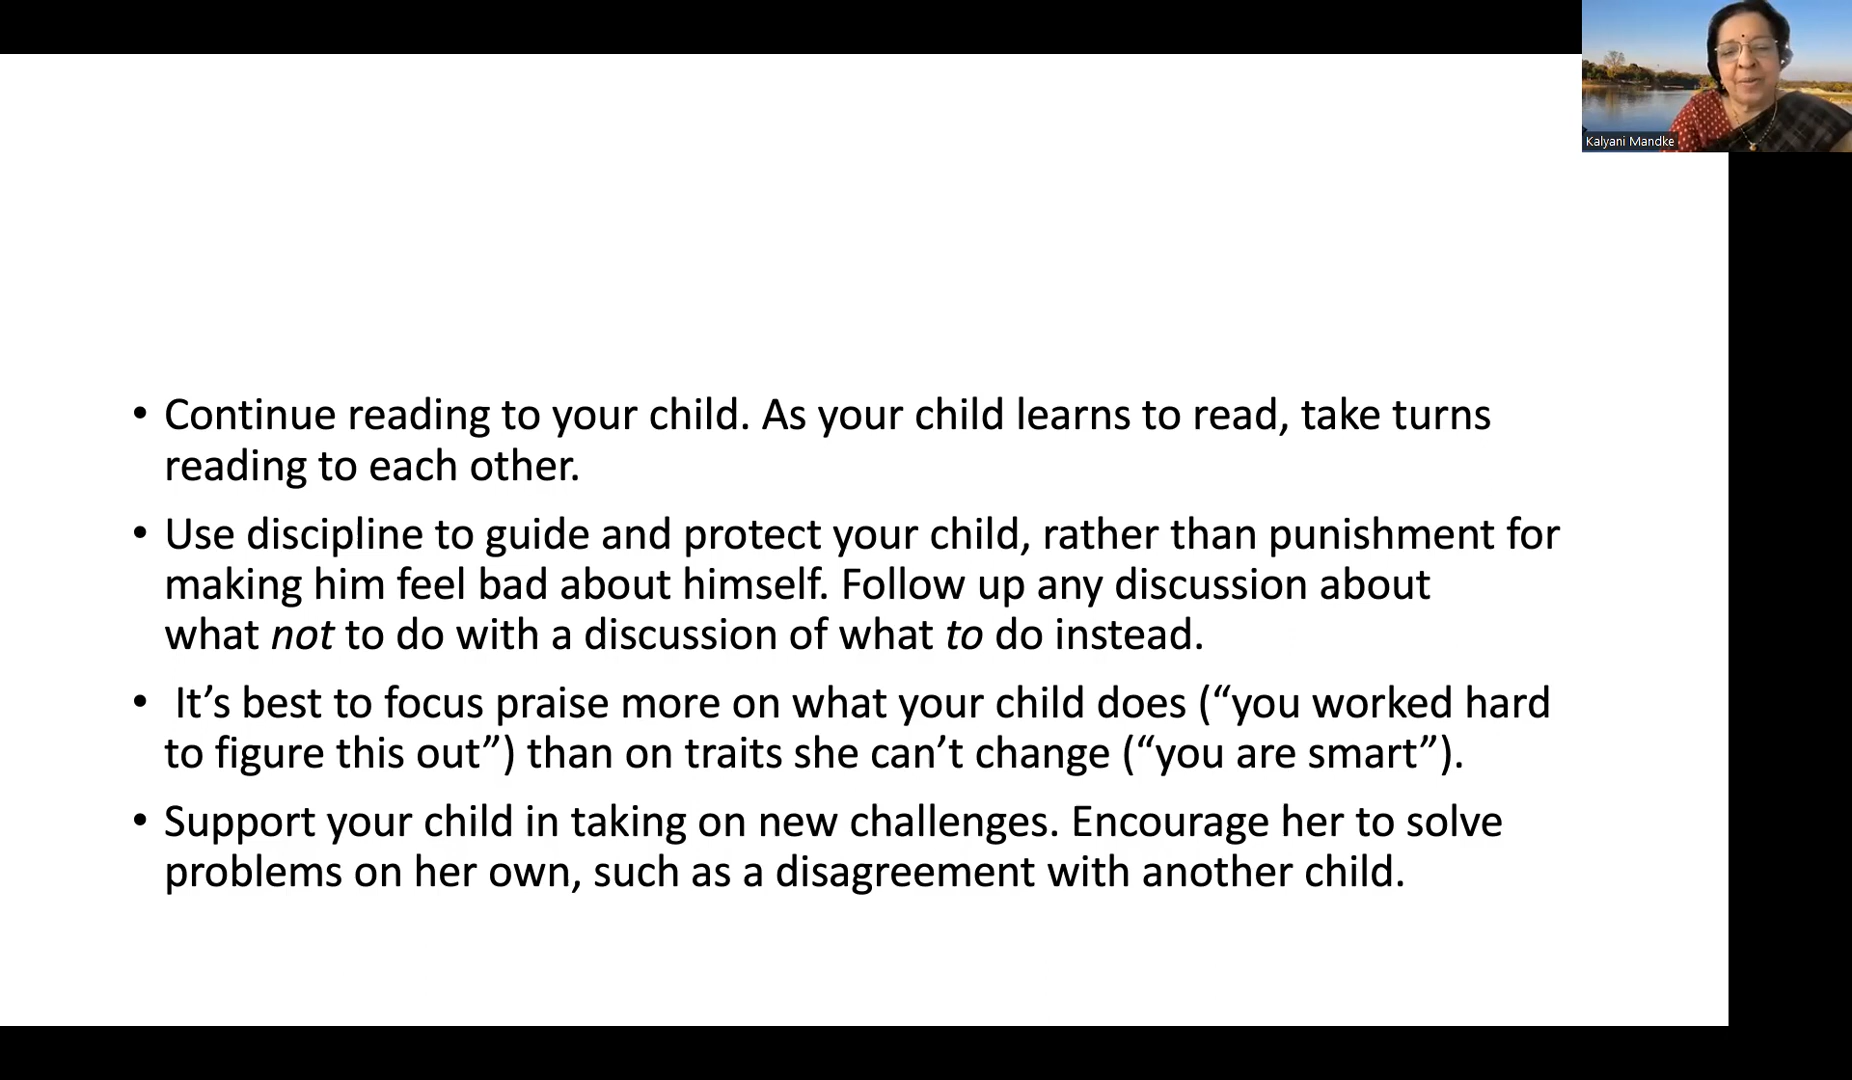 Kalyani Mandke
• Continue reading to your child. As your child learns to read, take turns
reading to each other.
• Use discipline to guide and protect your child, rather than punishment for
making him feel bad about himself. Follow up any discussion about
what not to do with a discussion of what to do instead.
• It’s best to focus praise more on what your child does (“you worked hard
to figure this out”) than on traits she can’t change (“you are smart”).
• Support your child in taking on new challenges. Encourage her to solve
problems on her own, such as a disagreement with another child.